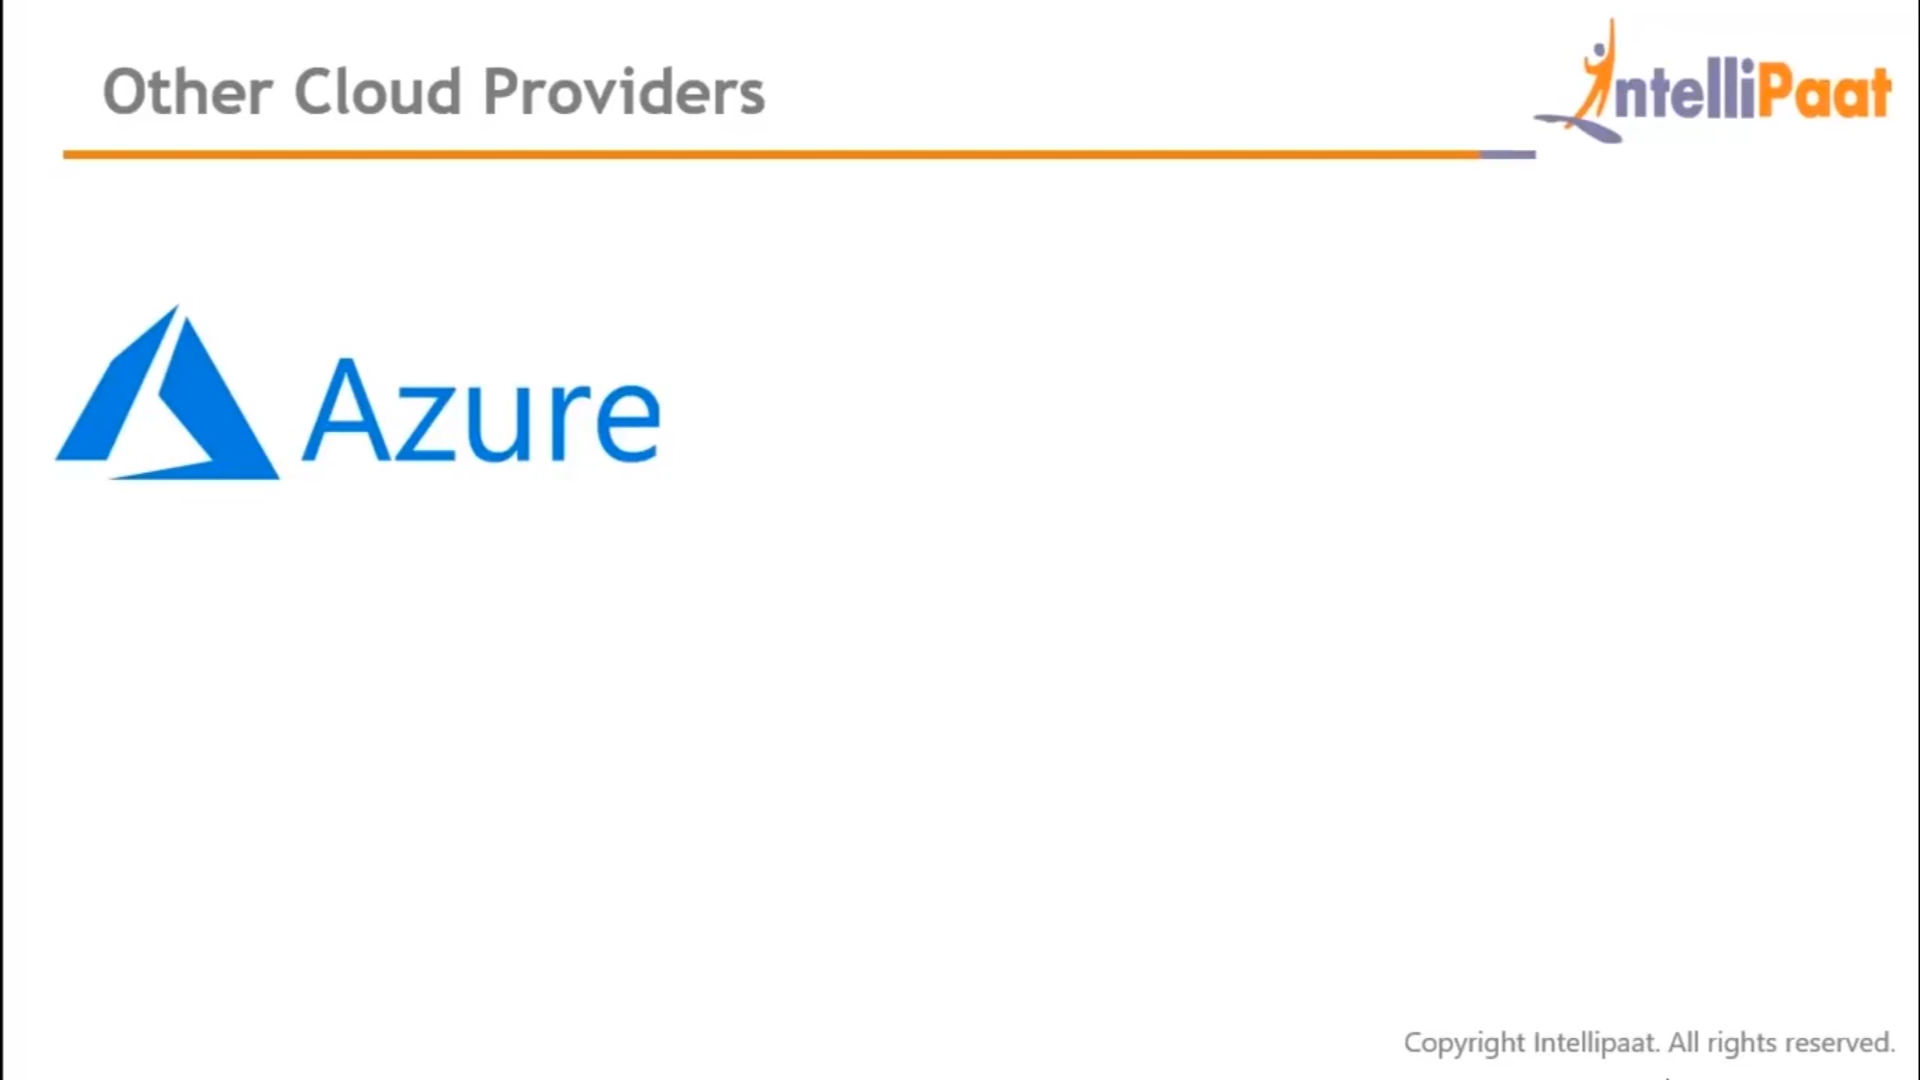 Other Cloud Providers
IntelliPaat
Azure
Copyright Intellipaat. All rights reserved.